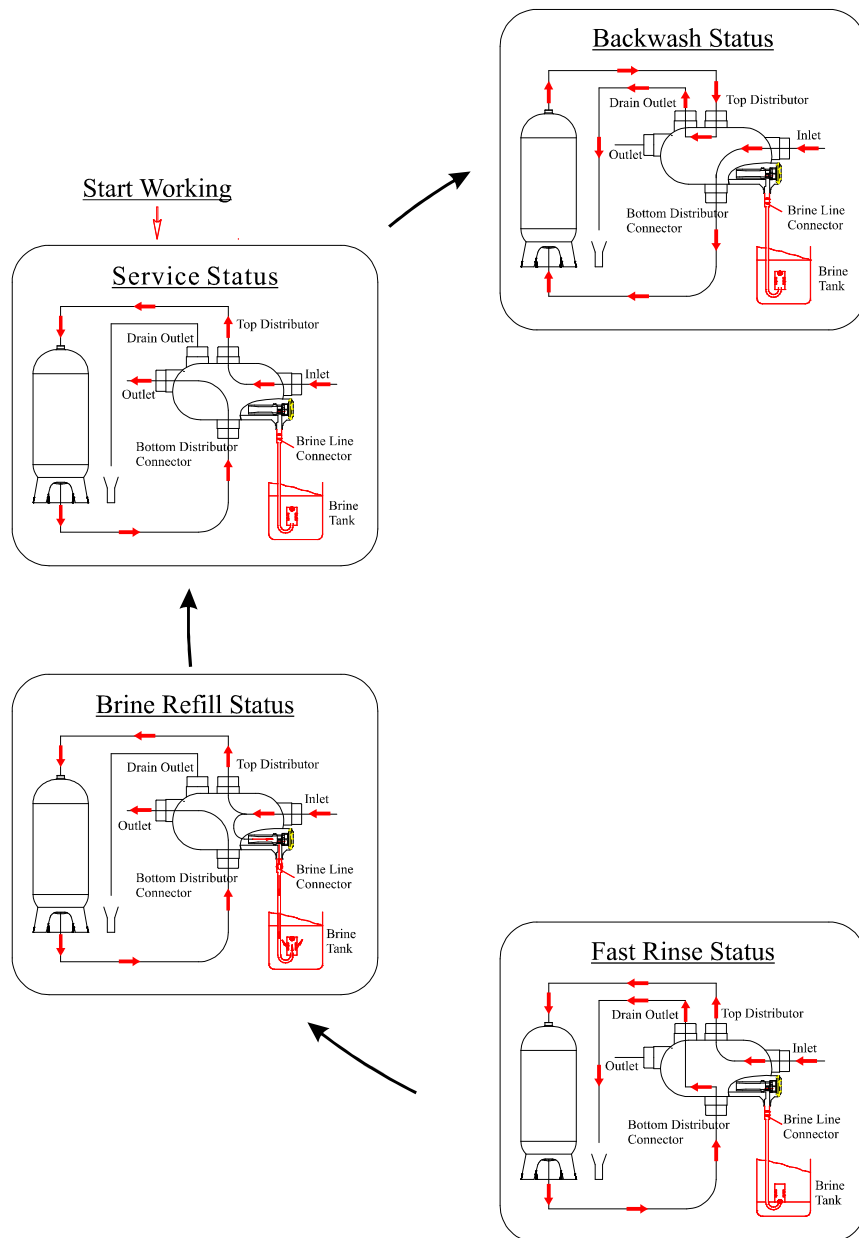 Backwash Status
Drain Outlet
Top Distributor
Inlet
Outlet
Bottom Distributor
Connector
Brine Line
Connector
Brine
Tank
Start Working
Service Status
Drain Outlet
Top Distributor
Inlet
Outlet
Bottom Distributor
Connector
Brine Line
Connector
Brine
Tank
Brine Refill Status
Drain Outlet
Top Distributor
Inlet
Outlet
Bottom Distributor
Connector
Brine Line
Connector
Brine
Tank
Fast Rinse Status
Drain Outlet
Top Distributor
Inlet
Outlet
Bottom Distributor
Connector
Brine Line
Connector
Brine
Tank